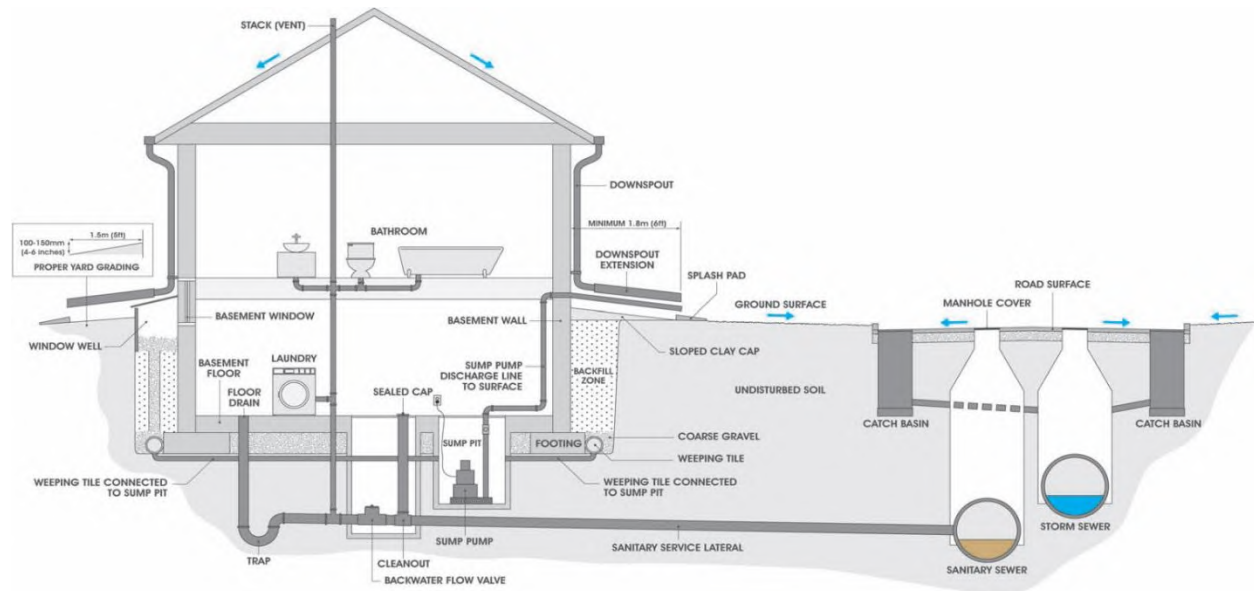 STACK (VENT)
DOWNSPOUT
MINIMUM 1.8m (6ft)
BATHROOM
1.5m (5ft)
100-150mm
(4-6 inches)
PROPER YARD GRADING
DOWNSPOUT
EXTENSION
SPLASH PAD
GROUND SURFACE
ROAD SURFACE
MANHOLE COVER
BASEMENT WINDOW
BASEMENT WALL
WINDOW WELL
SLOPED CLAY CAP
BASEMENT
FLOOR
LAUNDRY
FLOOR
DRAIN
SEALED CAP
SUMP PUMP
DISCHARGE LINE
TO SURFACE
BACKFILL
ZONE
UNDISTURBED SOIL
CATCH BASIN
CATCH BASIN
SUMP PIT
FOOTING
COARSE GRAVEL
WEEPING TILE
WEEPING TILE CONNECTED
TO SUMP PIT
WEEPING TILE CONNECTED
TO SUMP PIT
STORM SEWER
TRAP
CLEANOUT
BACKWATER FLOW VALVE
SUMP PUMP
SANITARY SERVICE LATERAL
SANITARY SEWER